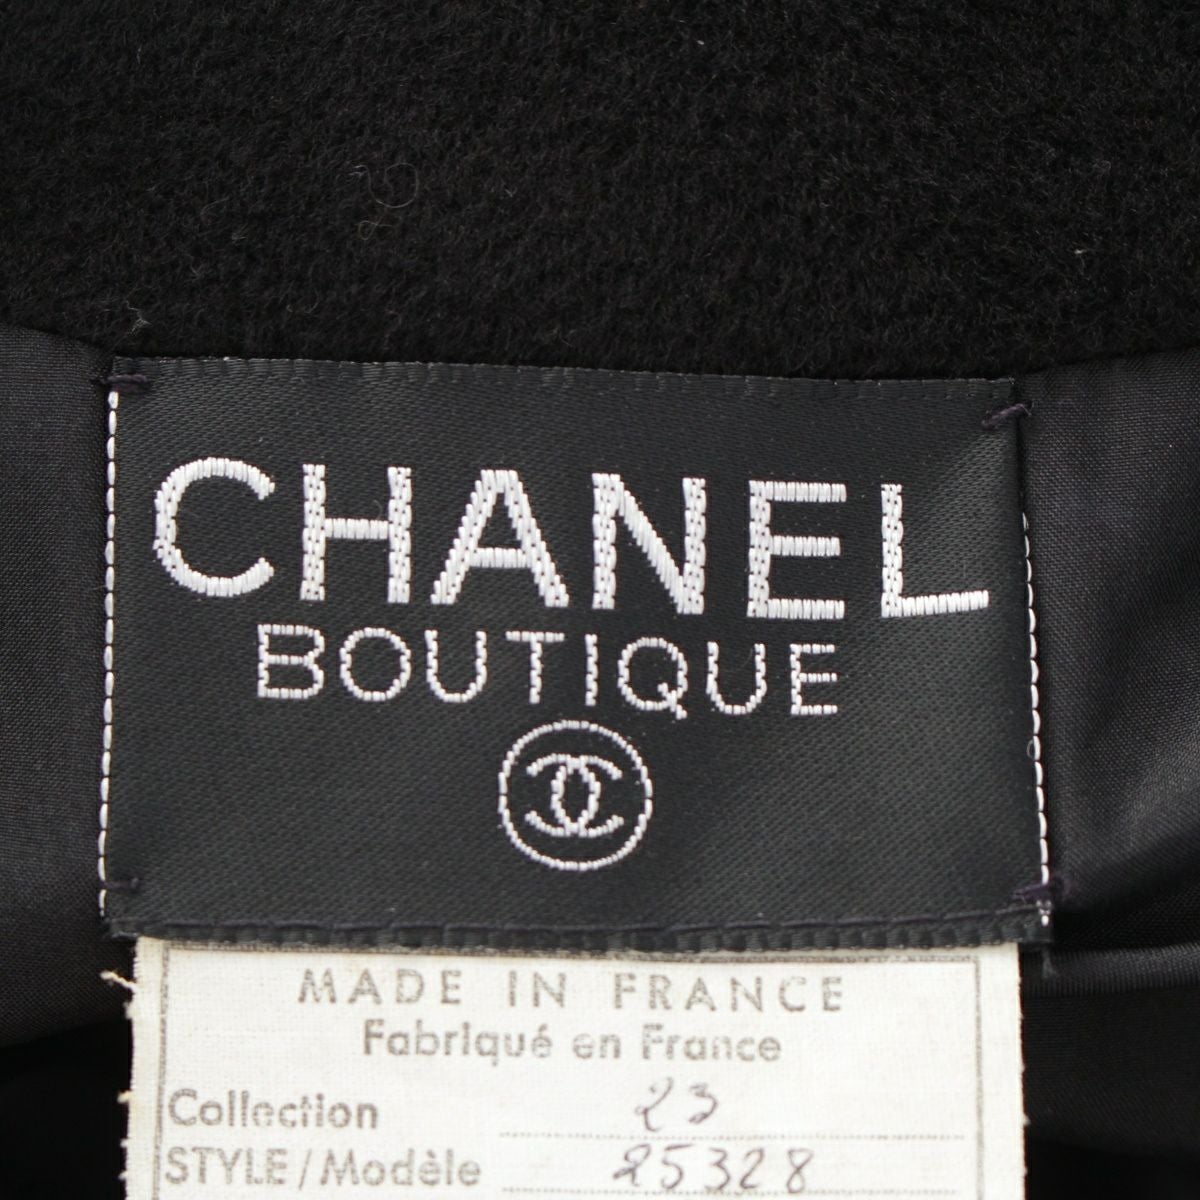 CHANEL
BOUTIQUE
MADE IN FRANCE
Fabriqué en France
Collection 23
STYLE/Modèle 25328